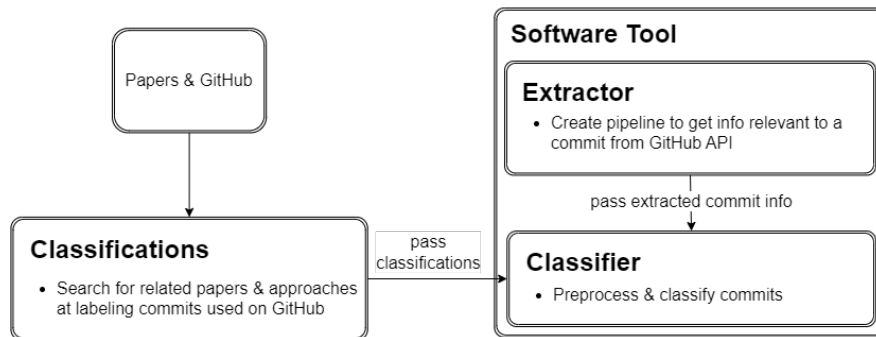 Papers & GitHub
Classifications
• Search for related papers & approaches
at labeling commits used on GitHub
pass
classifications
Software Tool
Extractor
• Create pipeline to get info relevant to a
commit from GitHub API
pass extracted commit info
Classifier
• Preprocess & classify commits